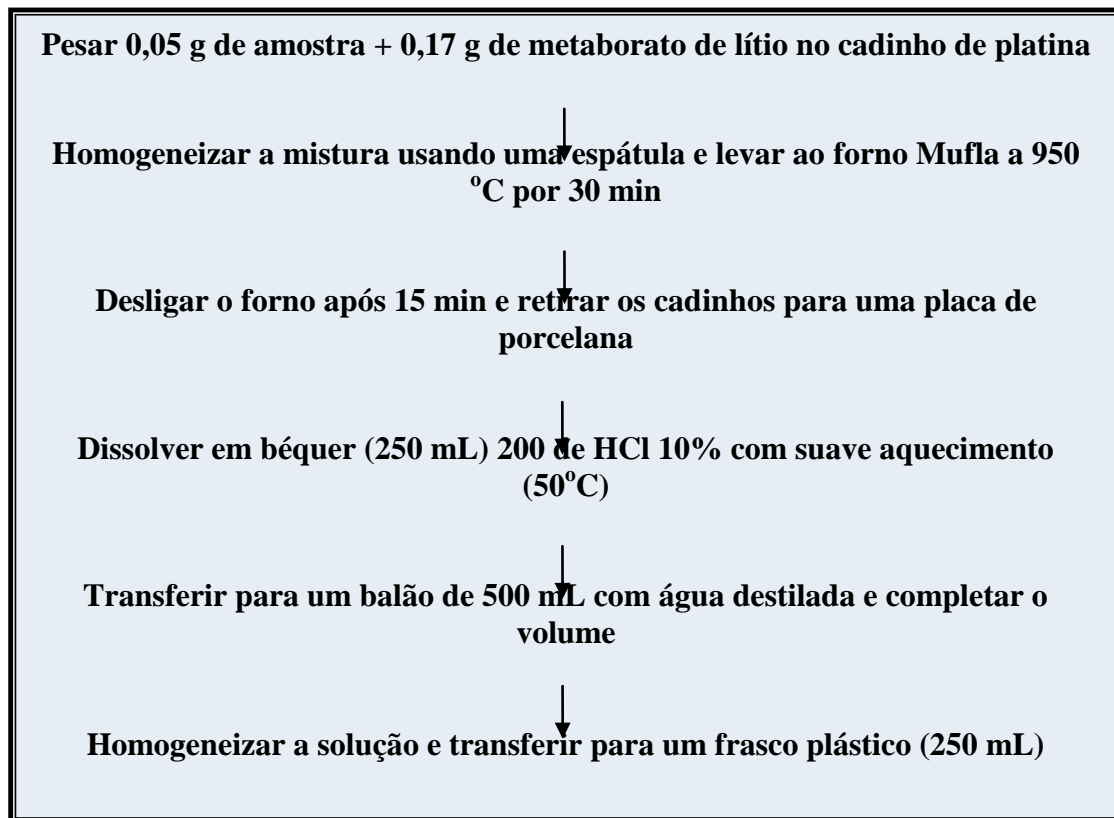 Pesar 0,05 g de amostra + 0,17 g de metaborato de lítio no cadinho de platina
Homogeneizar a mistura usando uma espátula e levar ao forno Mufla a 950
ºC por 30 min
Desligar o forno após 15 min e retirar os cadinhos para uma placa de
porcelana
Dissolver em béquer (250 mL) 200 de HCl 10% com suave aquecimento
(50ºC)
Transferir para um balão de 500 mL com água destilada e completar o
volume
Homogeneizar a solução e transferir para um frasco plástico (250 mL)